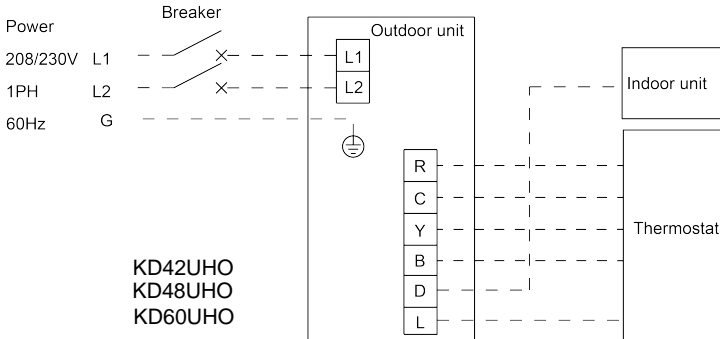 Breaker
Power
Outdoor unit
208/230V L1
L1
1PH L2
L2
60Hz G
Indoor unit
R
C
Y
B
D
L
Thermostat
KD42UHO
KD48UHO
KD60UHO